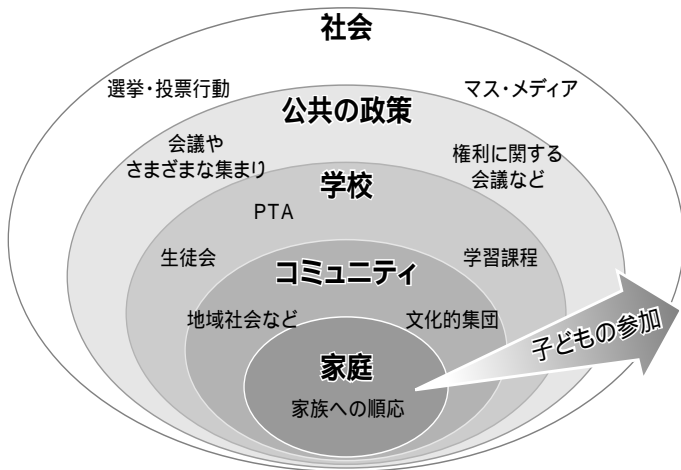 社会
選挙・投票行動
マス・メディア
公共の政策
会議や
さまざまな集まり
権利に関する
会議など
学校
PTA
生徒会
学習課程
コミュニティ
地域社会など
文化的集団
子どもの参加
家庭
家族への順応